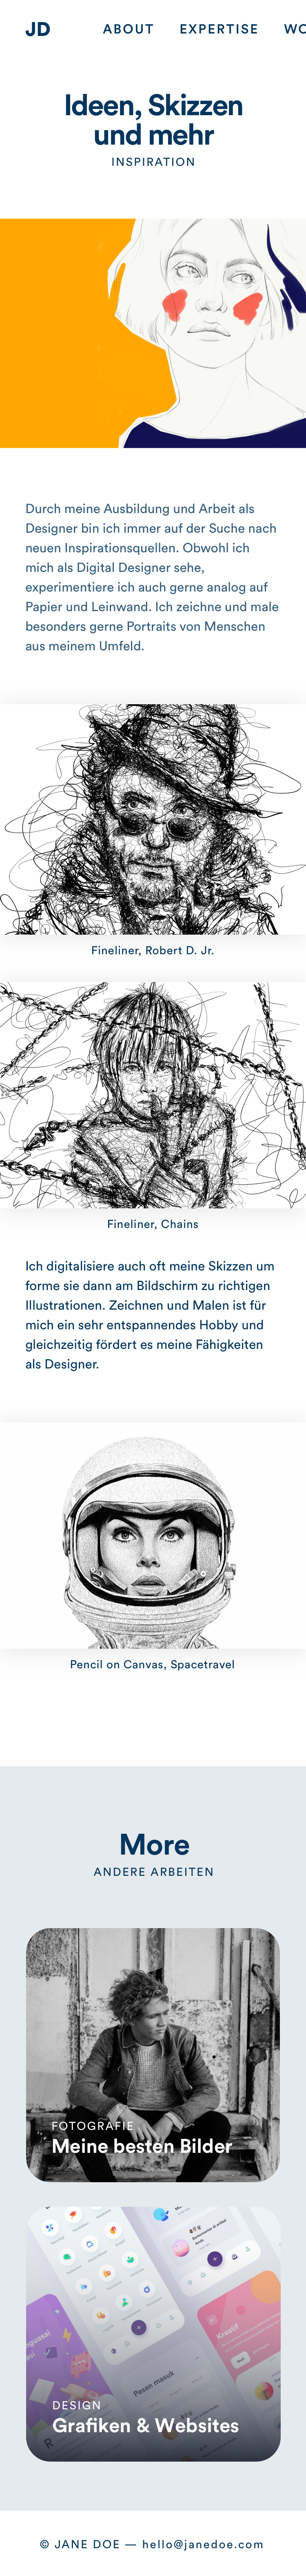 JD ABOUT EXPERTISE WO
Ideen, Skizzen
und mehr
INSPIRATION
Durch meine Ausbildung und Arbeit als
Designer bin ich immer auf der Suche nach
neuen Inspirationsquellen. Obwohl ich
mich als Digital Designer sehe,
experimentiere ich auch gerne analog auf
Papier und Leinwand. Ich zeichne und male
besonders gerne Portraits von Menschen
aus meinem Umfeld.
Fineliner, Robert D. Jr.
Fineliner, Chains
Ich digitalisiere auch oft meine Skizzen um
forme sie dann am Bildschirm zu richtigen
Illustrationen. Zeichnen und Malen ist für
mich ein sehr entspannendes Hobby und
gleichzeitig fördert es meine Fähigkeiten
als Designer.
Pencil on Canvas, Spacetravel
More
ANDERE ARBEITEN
FOTOGRAFIE
Meine besten Bilder
Kreatif
Pesan masuk
DESIGN
Grafiken & Websites
© JANE DOE — hello@janedoe.com